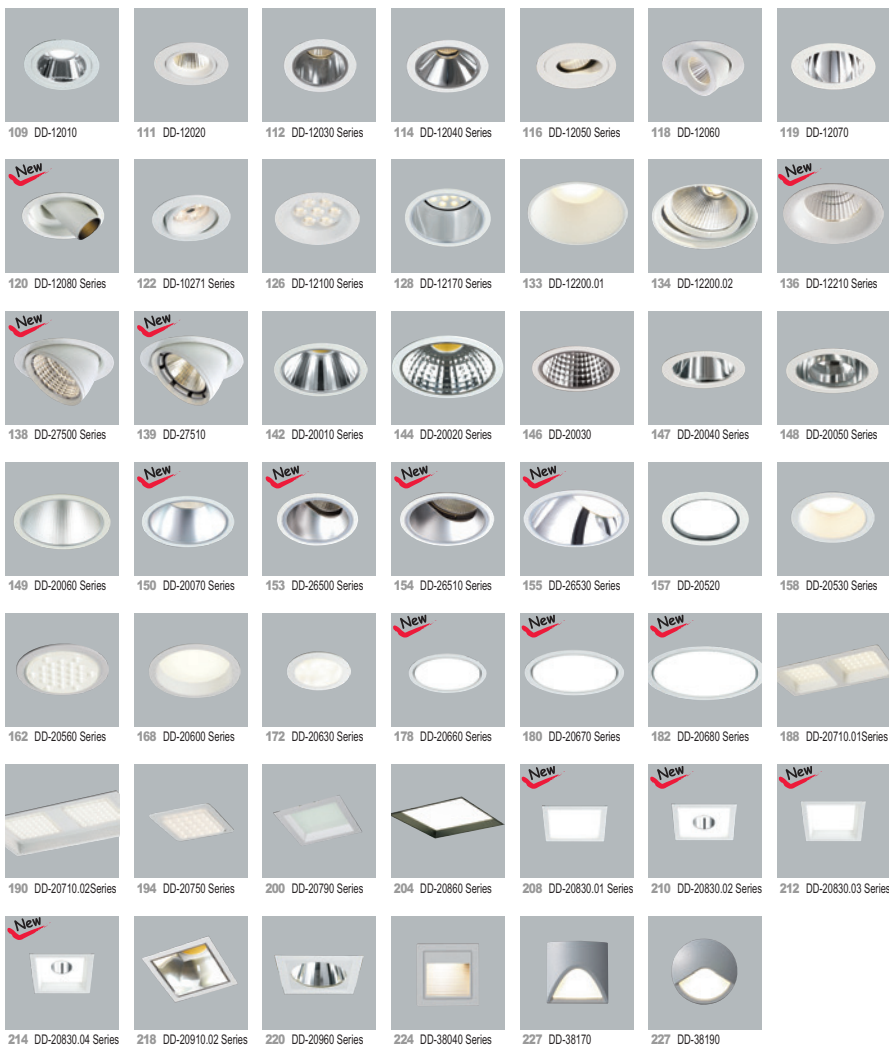 109 DD-12010
111 DD-12020
112 DD-12030 Series
114 DD-12040 Series
116 DD-12050 Series
118 DD-12060
119 DD-12070
New
New
120 DD-12080 Series
122 DD-10271 Series
126 DD-12100 Series
128 DD-12170 Series
133 DD-12200.01
134 DD-12200.02
136 DD-12210 Series
New
New
138 DD-27500 Series
139 DD-27510
142 DD-20010 Series
144 DD-20020 Series
146 DD-20030
147 DD-20040 Series
148 DD-20050 Series
New
New
New
New
149 DD-20060 Series
150 DD-20070 Series
153 DD-26500 Series
154 DD-26510 Series
155 DD-26530 Series
157 DD-20520
158 DD-20530 Series
New
New
New
162 DD-20560 Series
168 DD-20600 Series
172 DD-20630 Series
178 DD-20660 Series
180 DD-20670 Series
182 DD-20680 Series
188 DD-20710.01Series
New
New
New
190 DD-20710.02Series
194 DD-20750 Series
200 DD-20790 Series
204 DD-20860 Series
208 DD-20830.01 Series
210 DD-20830.02 Series
212 DD-20830.03 Series
New
214 DD-20830.04 Series
218 DD-20910.02 Series
220 DD-20960 Series
224 DD-38040 Series
227 DD-38170
227 DD-38190